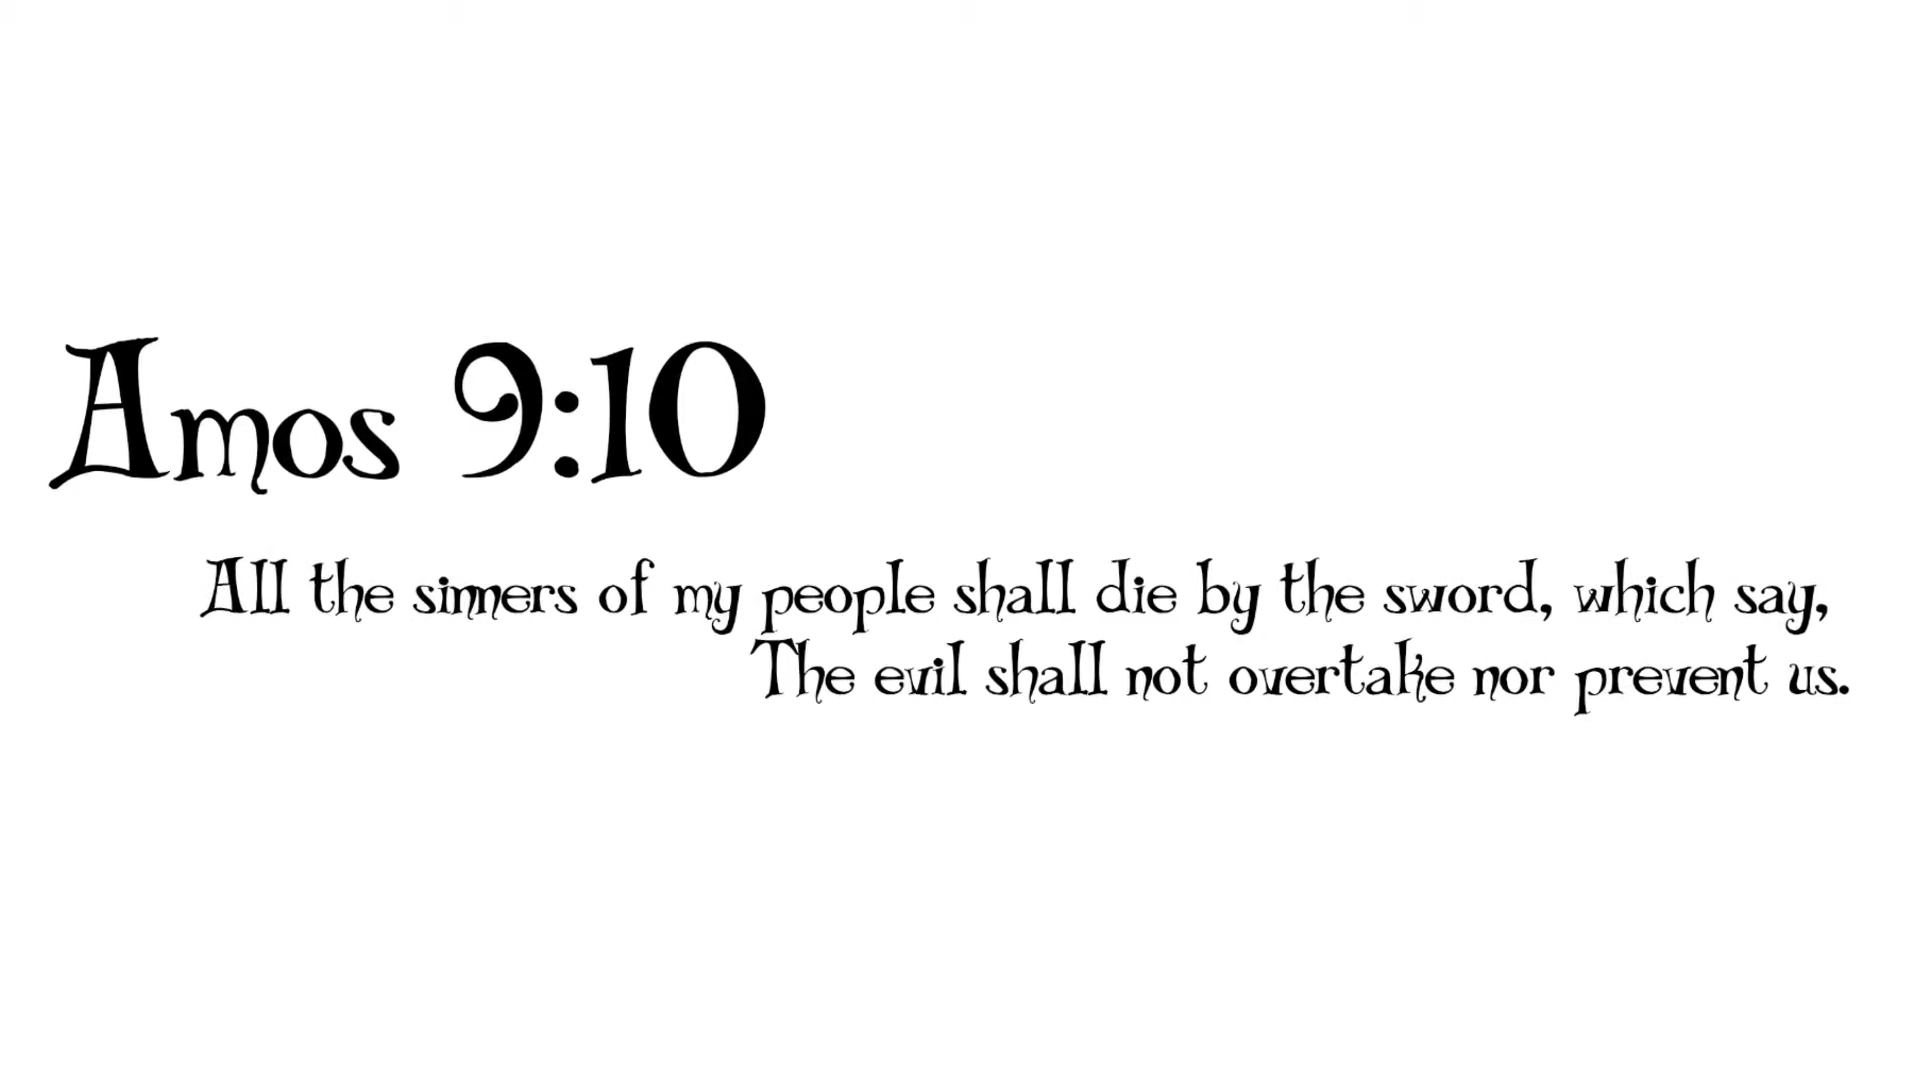 Amos 9:10
All the sinners of my people shall die by the sword, which say,
The evil shall not overtake nor prevent us.